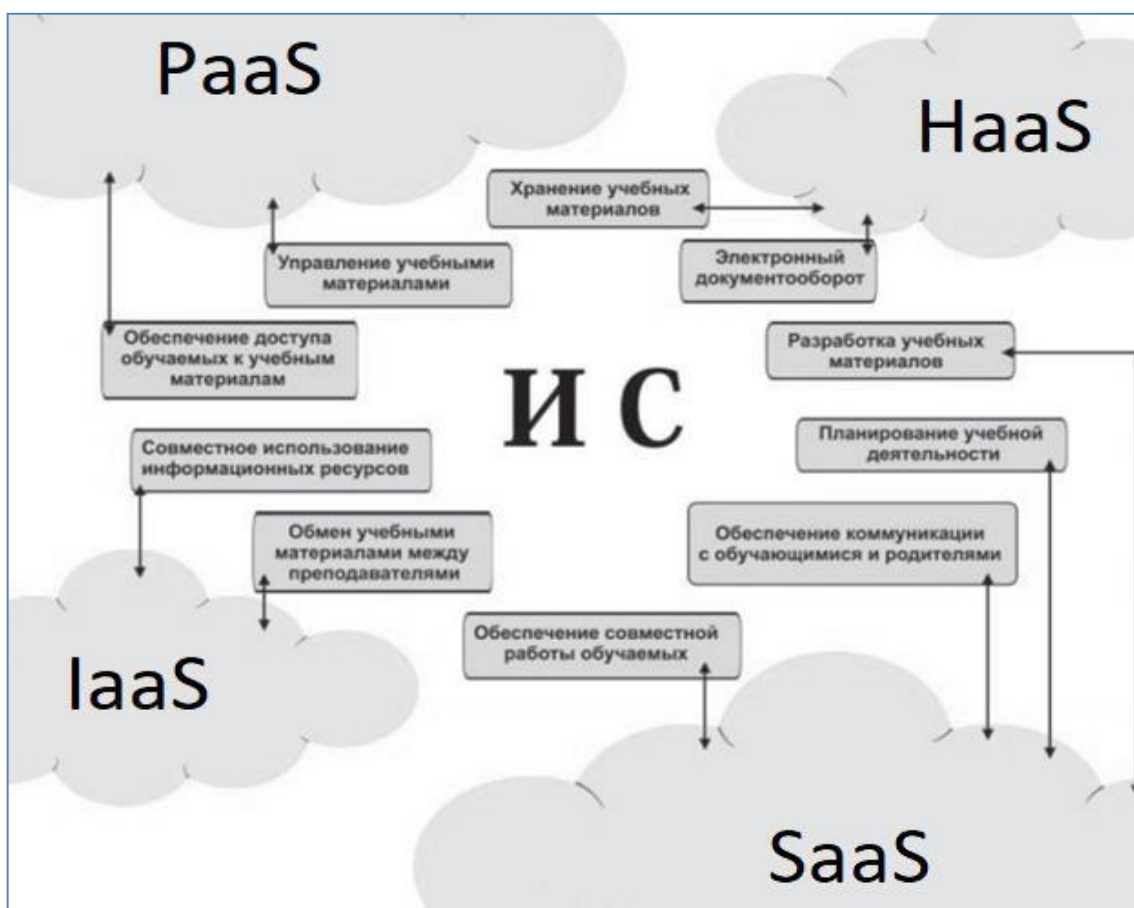 PaaS
HaaS
Хранение учебных
материалов
Управление учебными
материалами
Электронный
документооборот
Обеспечение доступа
обучаемых к учебным
материалам
Разработка учебных
материалов
И С
Совместное использование
информационных ресурсов
Планирование учебной
деятельности
Обмен учебными
материалами между
преподавателями
Обеспечение коммуникации
с обучающимися и родителями
Обеспечение совместной
работы обучаемых
IaaS
SaaS